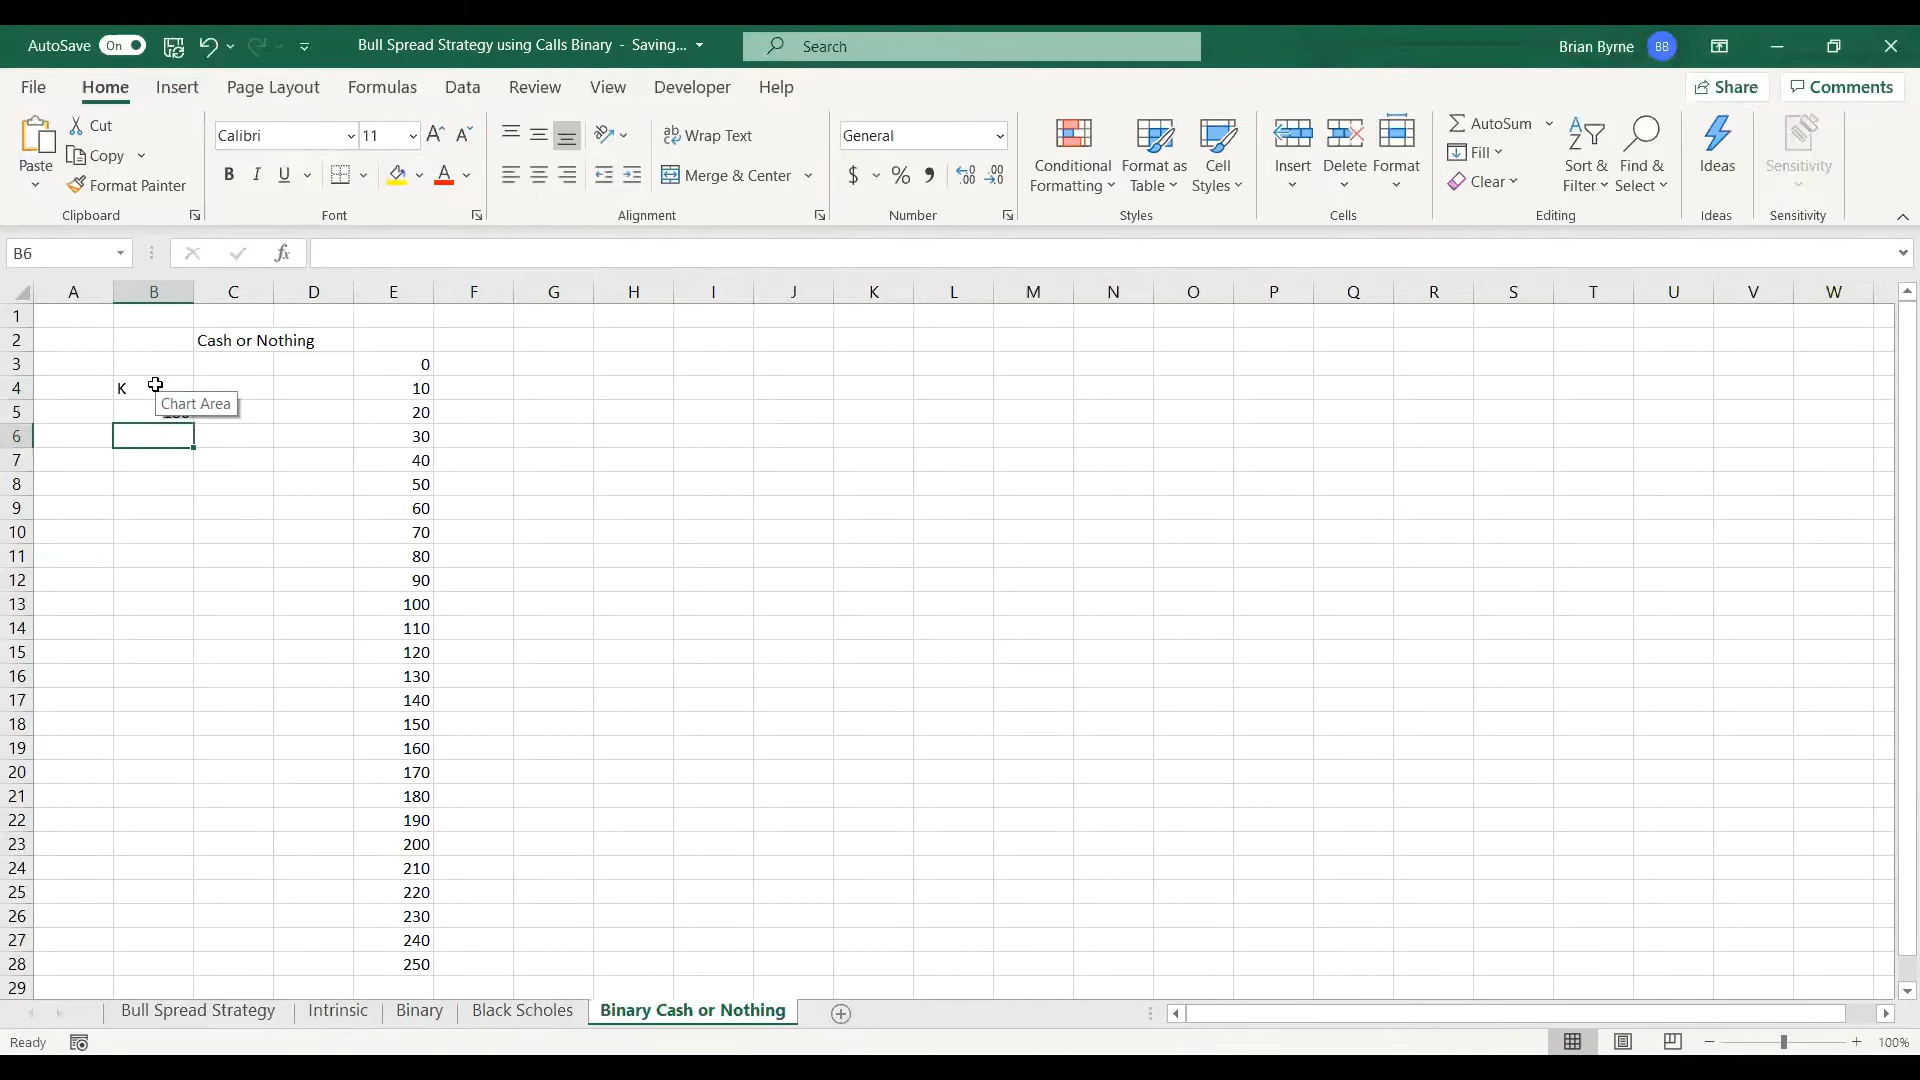 AutoSave On Bull Spread Strategy using Calls Binary - Saving... Search Brian Byrne BB
File Home Insert Page Layout Formulas Data Review View Developer Help Share Comments
Paste Cut Copy Format Painter Clipboard
Calibri 11 B I U A Font
Wrap Text Merge & Center Alignment
General $ % Number
Conditional Formatting Format as Table Cell Styles Styles
Insert Delete Format Cells
AutoSum Fill Clear Sort & Filter Find & Select Editing
Ideas Ideas
Sensitivity Sensitivity
B6 fx
A B C D E F G H I J K L M N O P Q R S T U V W
1
2 Cash or Nothing
3 0
4 K 10
Chart Area
5 20
6 30
7 40
8 50
9 60
10 70
11 80
12 90
13 100
14 110
15 120
16 130
17 140
18 150
19 160
20 170
21 180
22 190
23 200
24 210
25 220
26 230
27 240
28 250
29
Bull Spread Strategy Intrinsic Binary Black Scholes Binary Cash or Nothing
Ready 100%